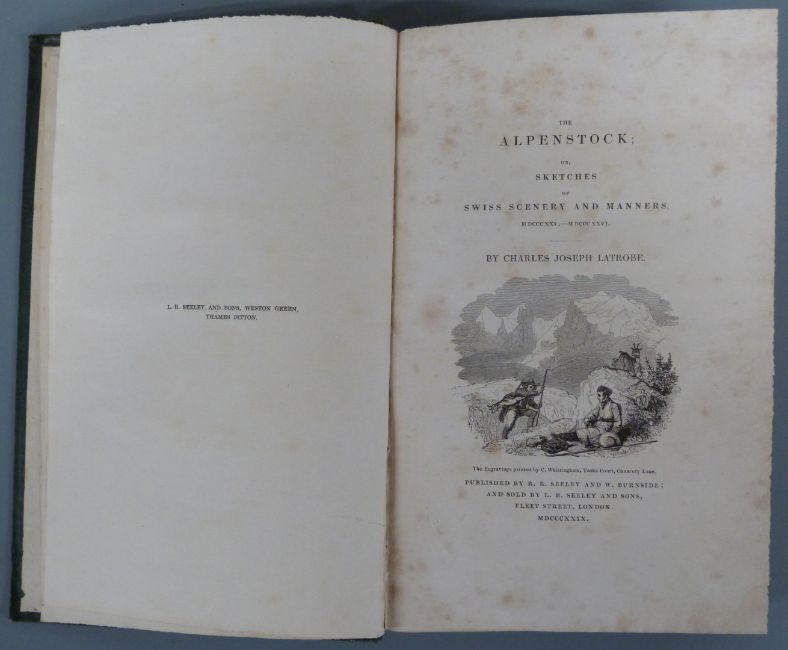 L. B. SEELEY, AND SONS, WESTON GREEN,
THAMES DITTON.
THE
ALPENSTOCK;
OR,
SKETCHES
OF
SWISS SCENERY AND MANNERS,
MDCCCXXV.—MDCCCXXVI.
BY CHARLES JOSEPH LATROBE.
The Engravings printed by C. Whittingham, Tooks Court, Chancery Lane.
PUBLISHED BY R. B. SEELEY AND W. BURNSIDE;
AND SOLD BY L. B. SEELEY AND SONS,
FLEET STREET, LONDON.
MDCCCXXIX.